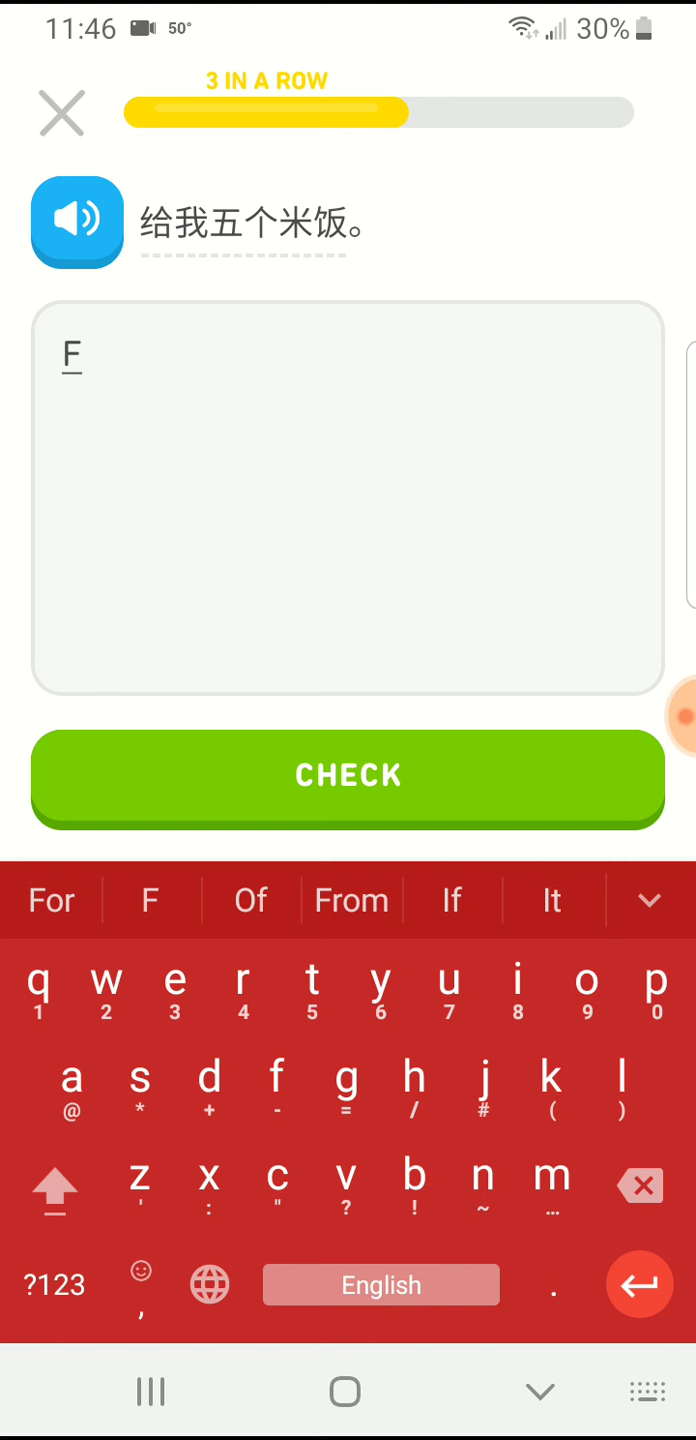 11:46 50° 30%
3 IN A ROW
给我五个米饭。
F
CHECK
For F Of From If It
q w e r t y u i o p
1 2 3 4 5 6 7 8 9 0
a s d f g h j k l
@ * + - = / # ( )
z x c v b n m
' : " ? ! ~ …
?123 , English .